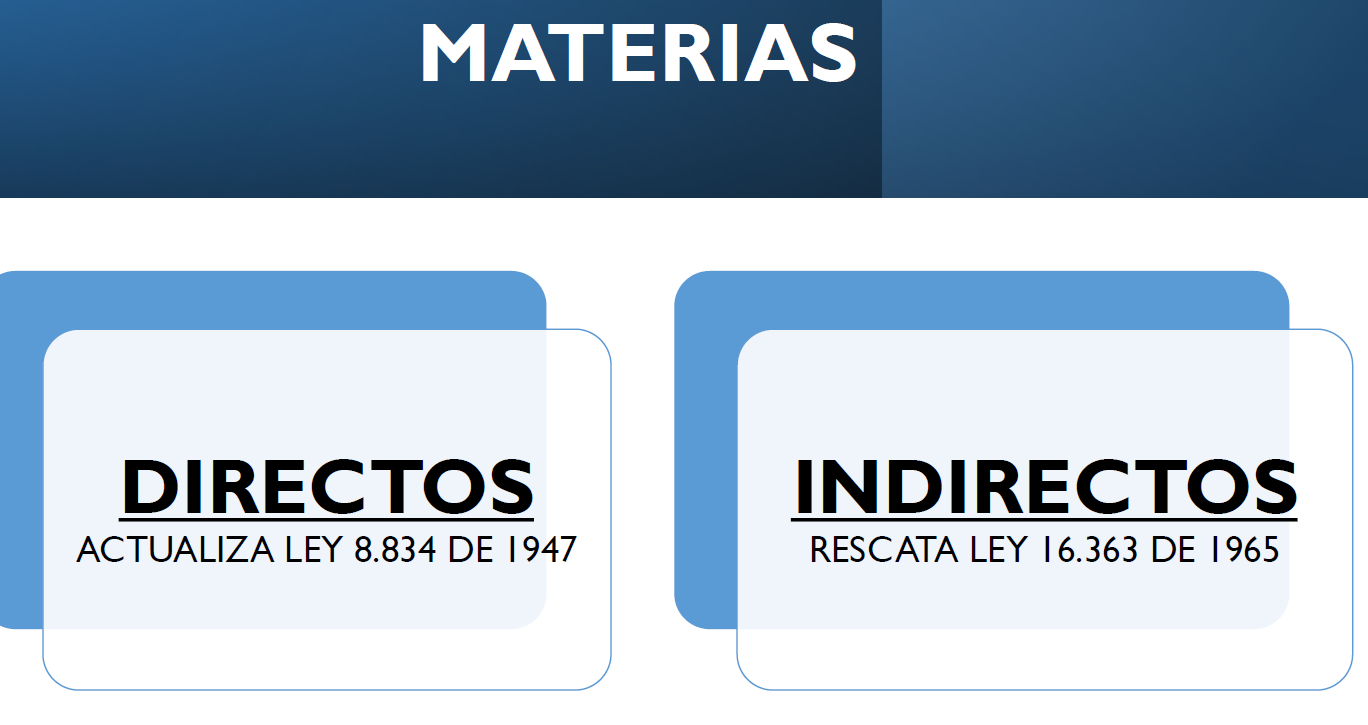 MATERIAS
DIRECTOS
ACTUALIZA LEY 8.834 DE 1947
INDIRECTOS
RESCATA LEY 16.363 DE 1965